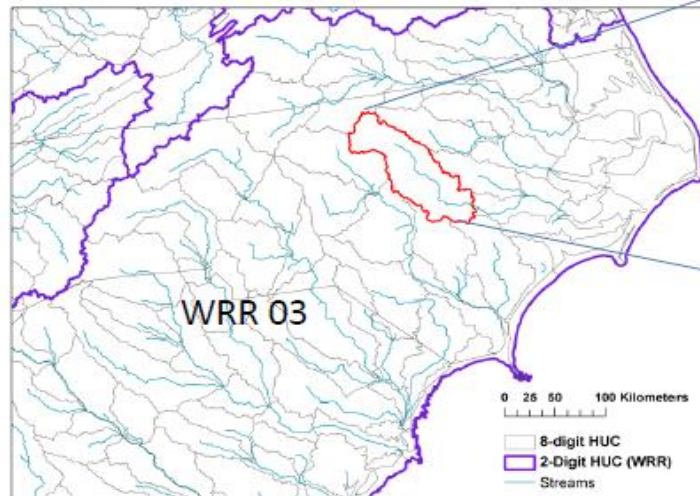 WRR 03
0 25 50 100 Kilometers
8-digit HUC
2-Digit HUC (WRR)
Streams